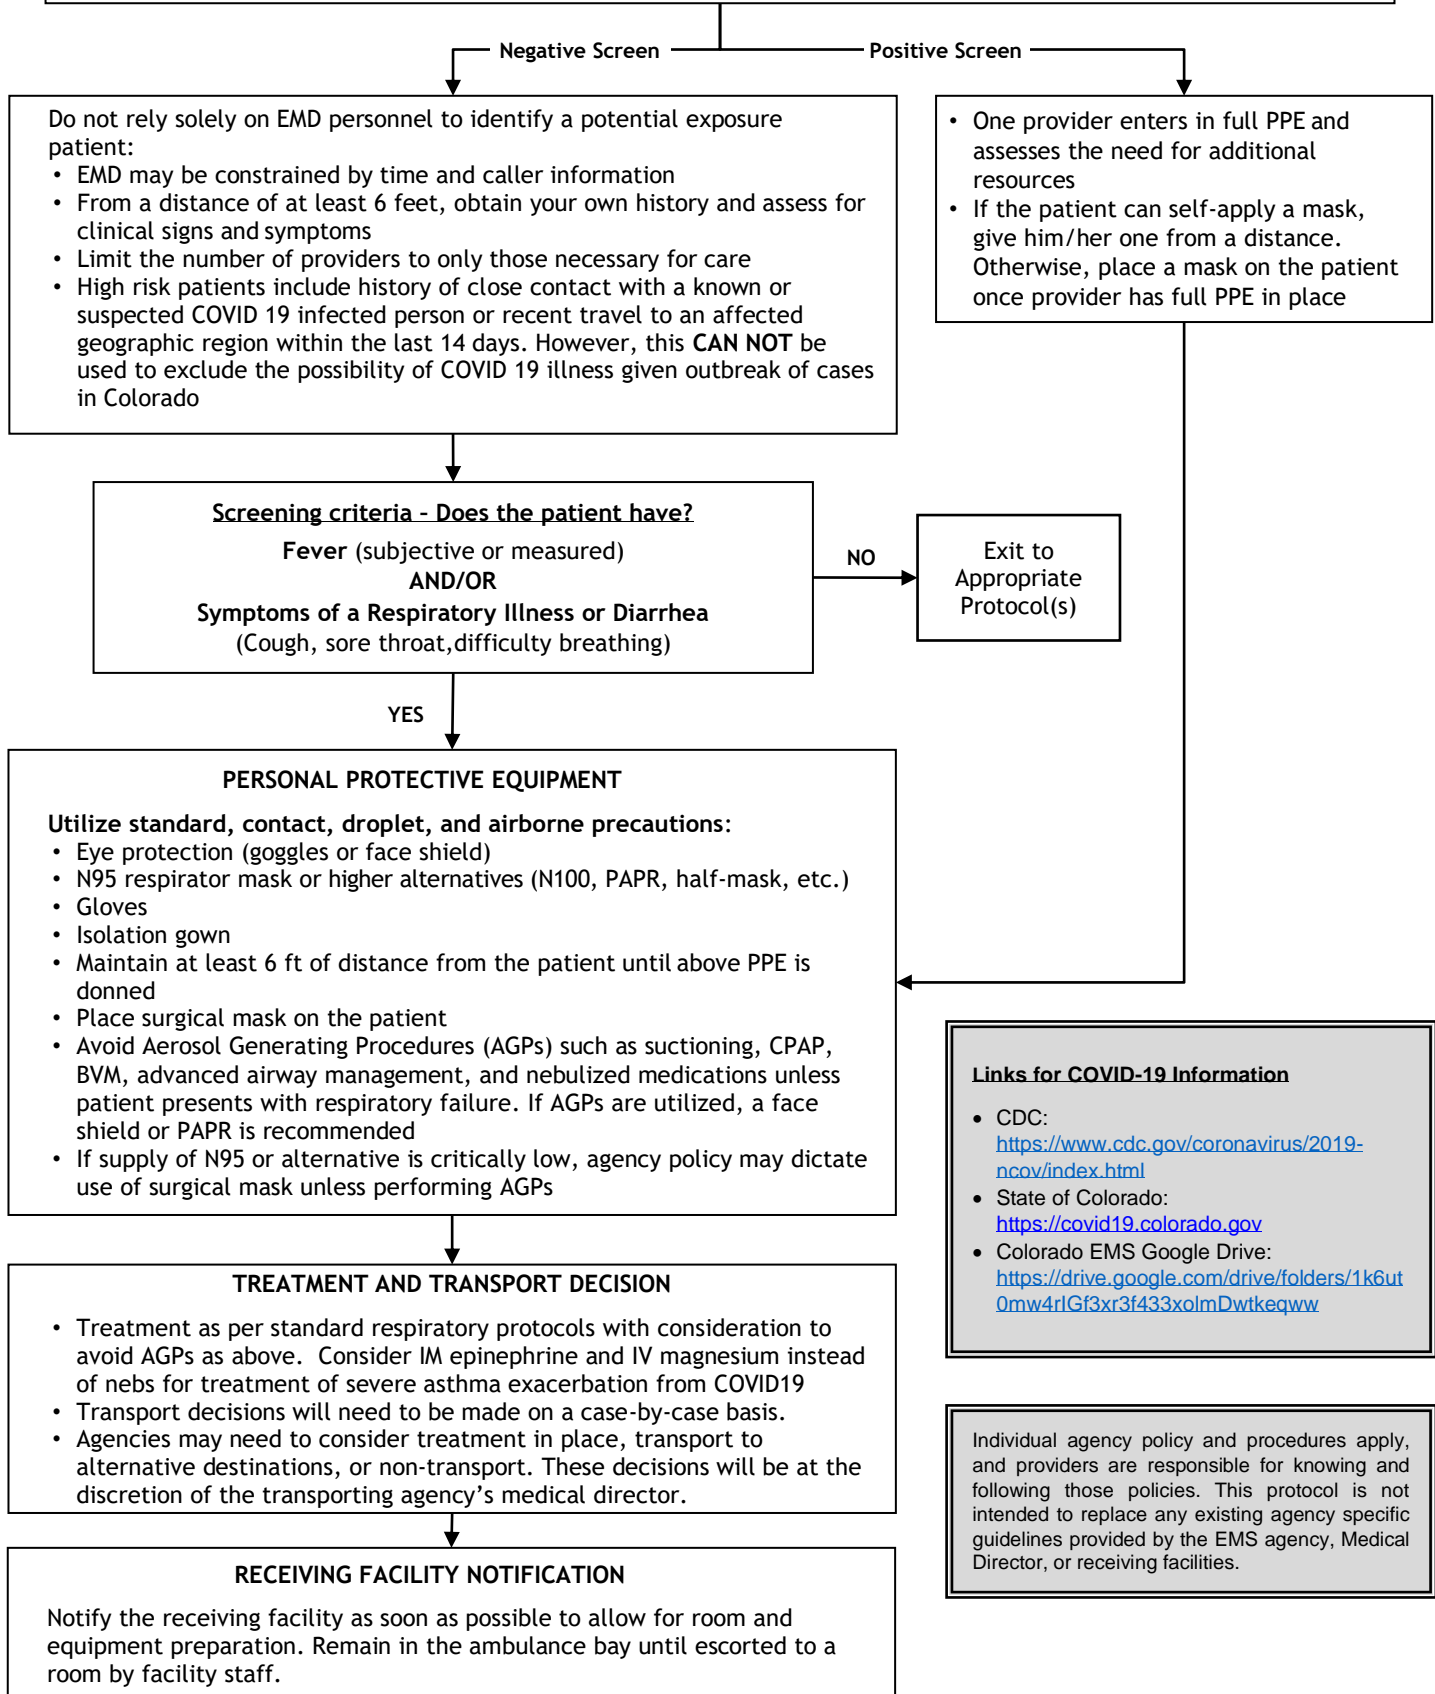 Negative Screen
Positive Screen
Do not rely solely on EMD personnel to identify a potential exposure
patient:
• EMD may be constrained by time and caller information
• From a distance of at least 6 feet, obtain your own history and assess for
clinical signs and symptoms
• Limit the number of providers to only those necessary for care
• High risk patients include history of close contact with a known or
suspected COVID 19 infected person or recent travel to an affected
geographic region within the last 14 days. However, this CAN NOT be
used to exclude the possibility of COVID 19 illness given outbreak of cases
in Colorado
• One provider enters in full PPE and
assesses the need for additional
resources
• If the patient can self-apply a mask,
give him/her one from a distance.
Otherwise, place a mask on the patient
once provider has full PPE in place
Screening criteria – Does the patient have?
Fever (subjective or measured)
AND/OR
Symptoms of a Respiratory Illness or Diarrhea
(Cough, sore throat,difficulty breathing)
NO
Exit to
Appropriate
Protocol(s)
YES
PERSONAL PROTECTIVE EQUIPMENT
Utilize standard, contact, droplet, and airborne precautions:
• Eye protection (goggles or face shield)
• N95 respirator mask or higher alternatives (N100, PAPR, half-mask, etc.)
• Gloves
• Isolation gown
• Maintain at least 6 ft of distance from the patient until above PPE is
donned
• Place surgical mask on the patient
• Avoid Aerosol Generating Procedures (AGPs) such as suctioning, CPAP,
BVM, advanced airway management, and nebulized medications unless
patient presents with respiratory failure. If AGPs are utilized, a face
shield or PAPR is recommended
• If supply of N95 or alternative is critically low, agency policy may dictate
use of surgical mask unless performing AGPs
Links for COVID-19 Information
• CDC:
https://www.cdc.gov/coronavirus/2019-
ncov/index.html
• State of Colorado:
https://covid19.colorado.gov
• Colorado EMS Google Drive:
https://drive.google.com/drive/folders/1k6ut
0mw4rIGf3xr3f433xolmDwtkeqww
TREATMENT AND TRANSPORT DECISION
• Treatment as per standard respiratory protocols with consideration to
avoid AGPs as above. Consider IM epinephrine and IV magnesium instead
of nebs for treatment of severe asthma exacerbation from COVID19
• Transport decisions will need to be made on a case-by-case basis.
• Agencies may need to consider treatment in place, transport to
alternative destinations, or non-transport. These decisions will be at the
discretion of the transporting agency’s medical director.
Individual agency policy and procedures apply,
and providers are responsible for knowing and
following those policies. This protocol is not
intended to replace any existing agency specific
guidelines provided by the EMS agency, Medical
Director, or receiving facilities.
RECEIVING FACILITY NOTIFICATION
Notify the receiving facility as soon as possible to allow for room and
equipment preparation. Remain in the ambulance bay until escorted to a
room by facility staff.